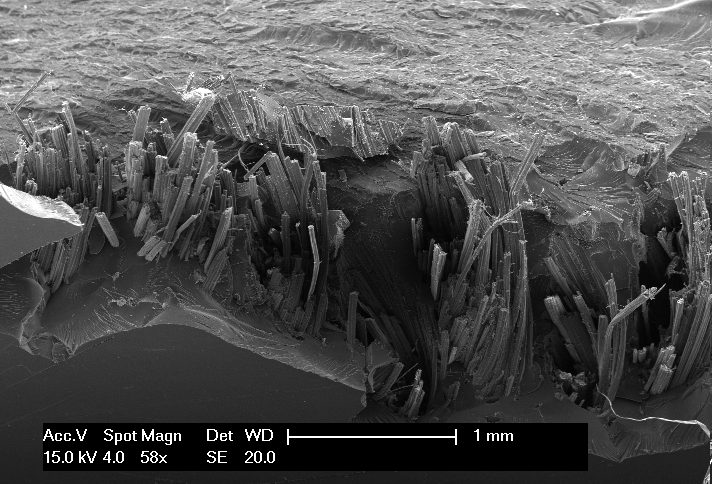 Acc.V Spot Magn Det WD 1 mm
15.0 kV 4.0 58x SE 20.0